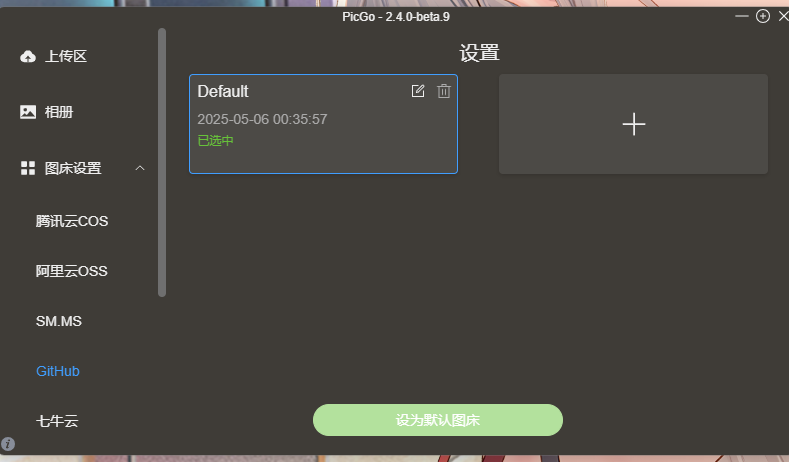 PicGo - 2.4.0-beta.9
上传区
相册
图床设置
腾讯云COS
阿里云OSS
SM.MS
GitHub
七牛云
设置
Default
2025-05-06 00:35:57
已选中
设为默认图床